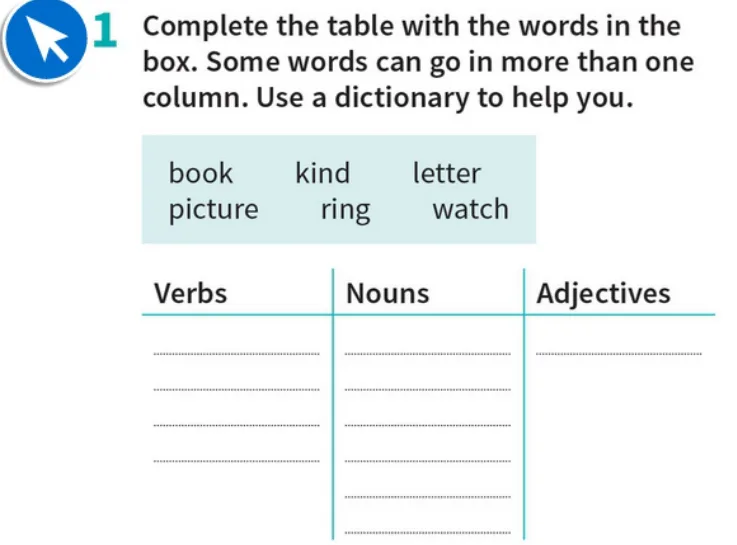 1 Complete the table with the words in the
box. Some words can go in more than one
column. Use a dictionary to help you.
book kind letter
picture ring watch
Verbs Nouns Adjectives